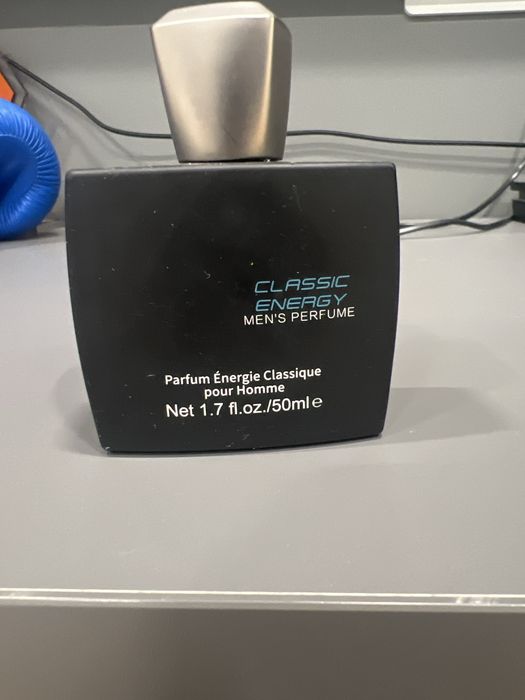 CLASSIC
ENERGY
MEN'S PERFUME
Parfum Énergie Classique
pour Homme
Net 1.7 fl.oz./50ml e